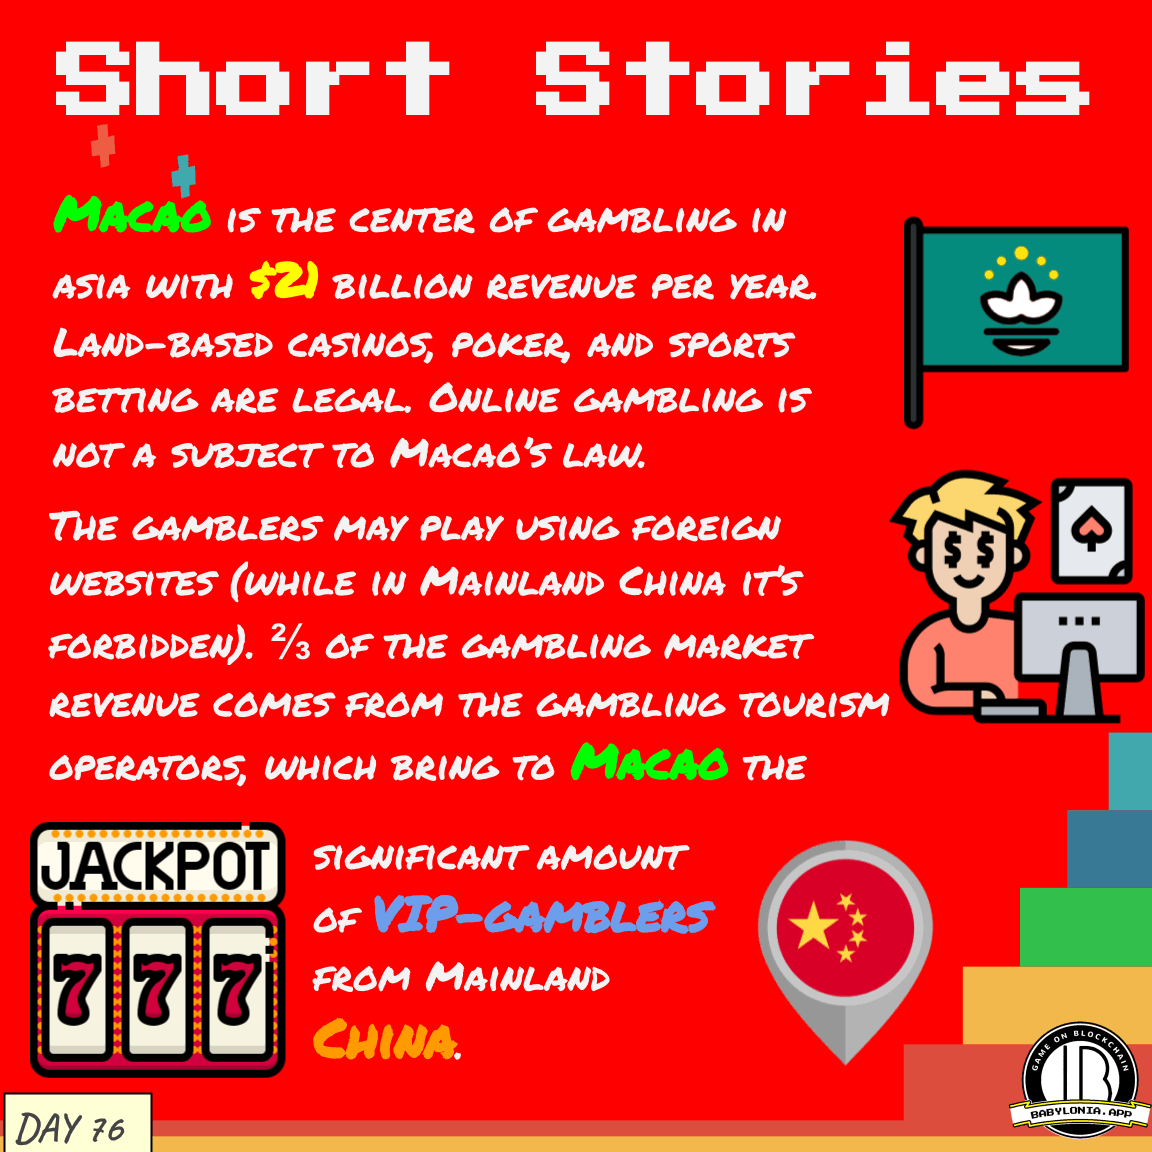 Short Stories
Macao is the center of gambling in
asia with $21 billion revenue per year.
Land-based casinos, poker, and sports
betting are legal. Online gambling is
not a subject to Macao's law.
The gamblers may play using foreign
websites (while in Mainland China it's
forbidden). ⅔ of the gambling market
revenue comes from the gambling tourism
operators, which bring to Macao the
significant amount
of VIP-gamblers
from Mainland
China.
JACKPOT
7 7 7
DAY 76
GAME ON BLOCKCHAIN
BABYLONIA.APP